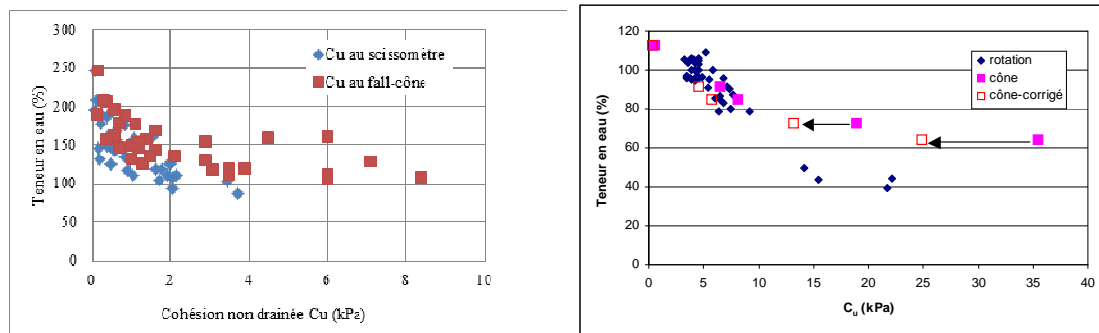 300
250
200
150
100
50
0
Teneur en eau (%)
Cu au scissomètre
Cu au fall-cône
0 2 4 6 8 10
Cohésion non drainée Cu (kPa)
120
100
80
60
40
20
0
Teneur en eau (%)
rotation
cône
cône-corrigé
0 5 10 15 20 25 30 35 40
Cu (kPa)